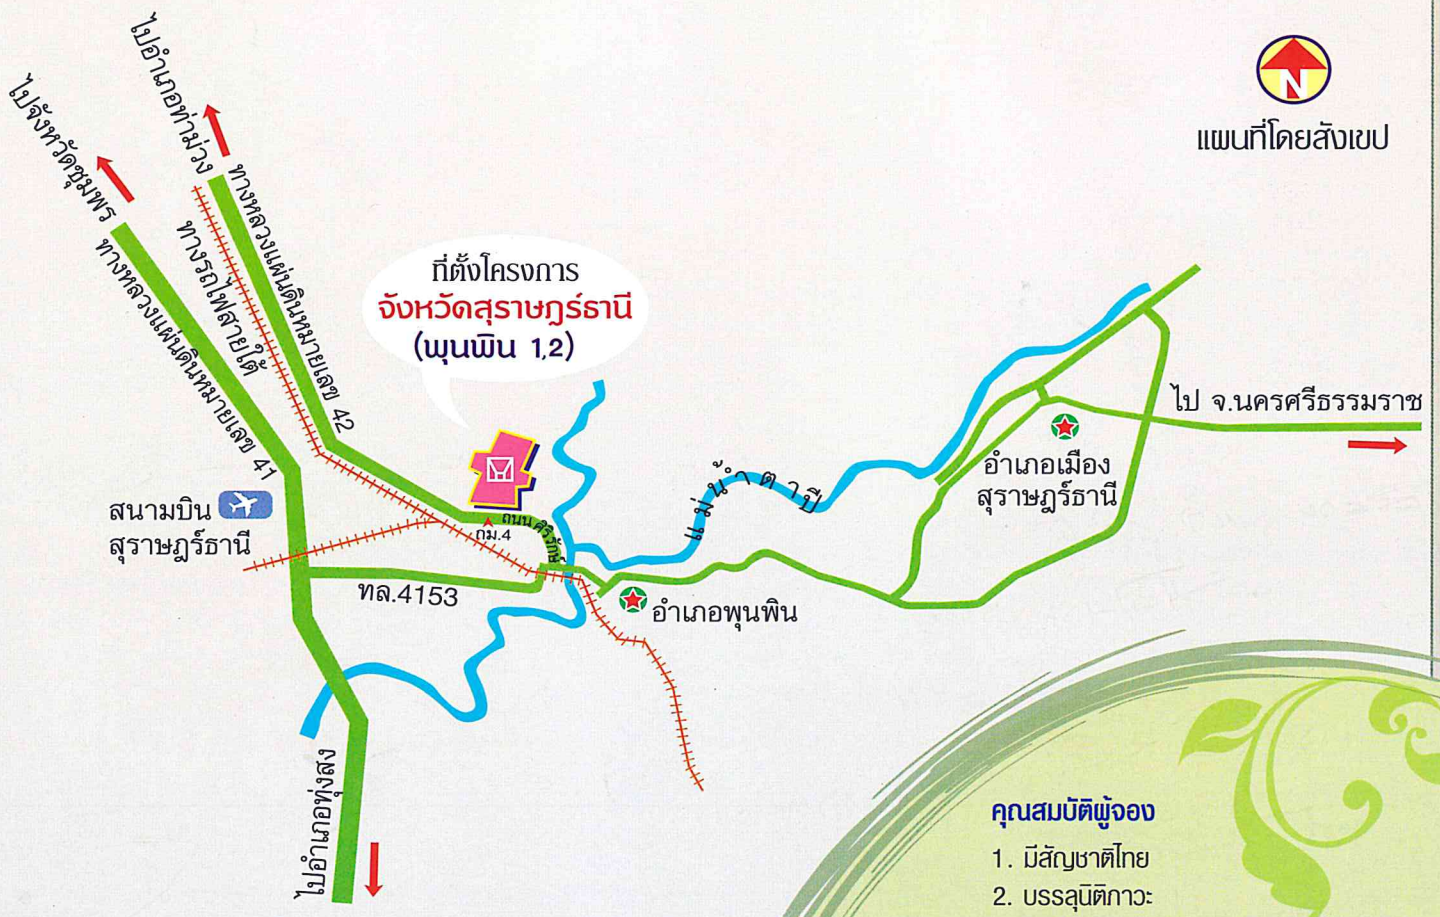 N
แผนที่โดยสังเขป
ไปอำเภอท่าม่วง
ไปจังหวัดชุมพร
ทางหลวงแผ่นดินหมายเลข 42
ทางรถไฟสายใต้
ทางหลวงแผ่นดินหมายเลข 41
ที่ตั้งโครงการ
จังหวัดสุราษฎร์ธานี
(พุนพิน 1,2)
ไป จ.นครศรีธรรมราช
อำเภอเมือง
สุราษฎร์ธานี
แม่น้ำตาปี
สนามบิน
สุราษฎร์ธานี
ถนนศิริรักษ์
ถม.4
ทล.4153
อำเภอพุนพิน
ไปอำเภอทุ่งสง
คุณสมบัติผู้จอง
1. มีสัญชาติไทย
2. บรรลุนิติภาวะ